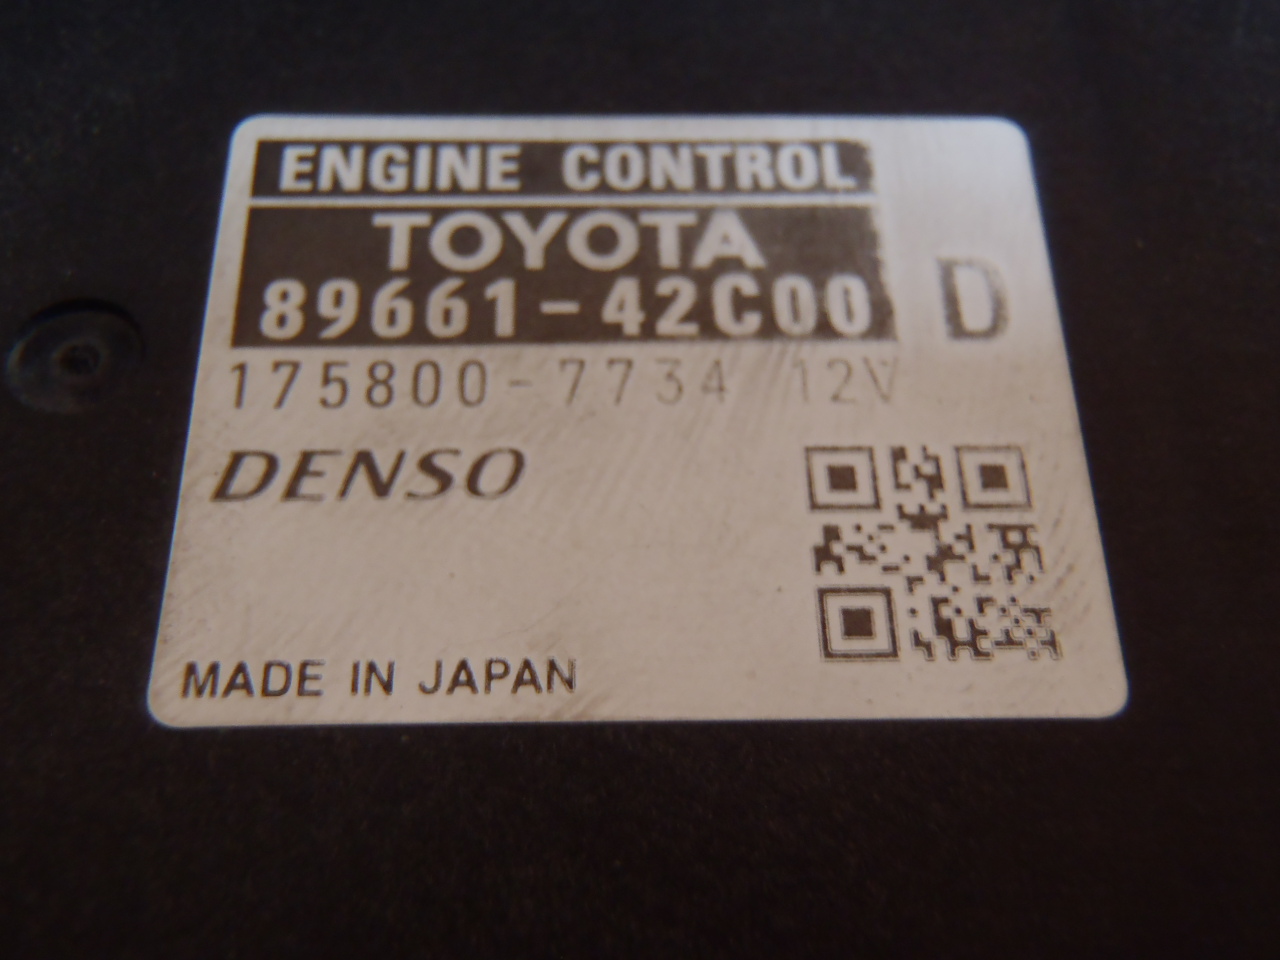 ENGINE CONTROL
TOYOTA
89661-42C00
D
175800-7734 12V
DENSO
MADE IN JAPAN